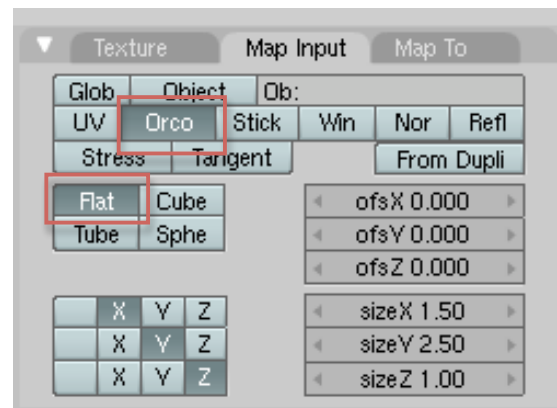 Texture Map Input Map To
Glob Object Ob:
UV Orco Stick Win Nor Refl
Stress Tangent From Dupli
Flat Cube ofsX 0.000
Tube Sphe ofsY 0.000
ofsZ 0.000
X Y Z sizeX 1.50
X Y Z sizeY 2.50
X Y Z sizeZ 1.00